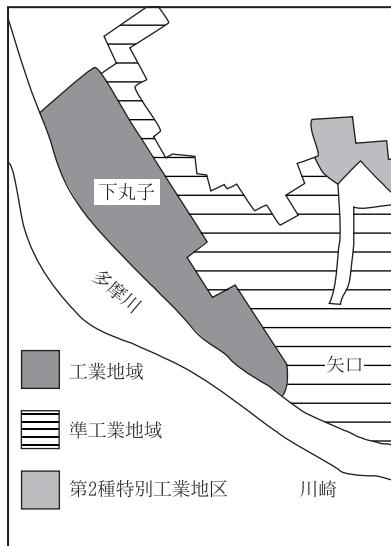 下丸子
多摩川
矢口
工業地域
準工業地域
第2種特別工業地区
川崎